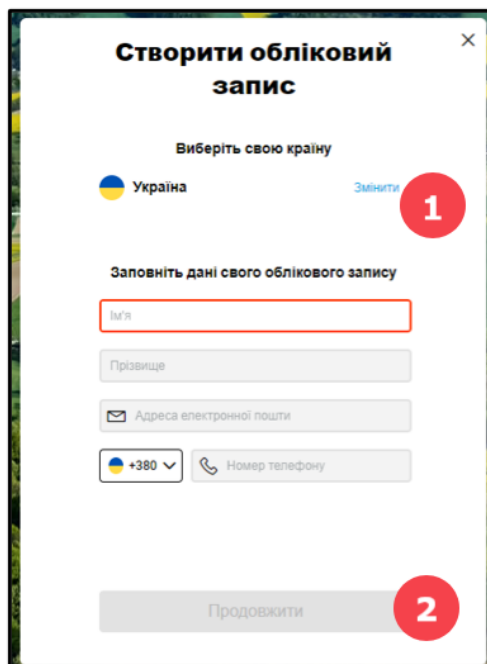 Створити обліковий
запис
Виберіть свою країну
Україна Змінити
1
Заповніть дані свого облікового запису
Ім'я
Прізвище
Адреса електронної пошти
+380 Номер телефону
Продовжити
2